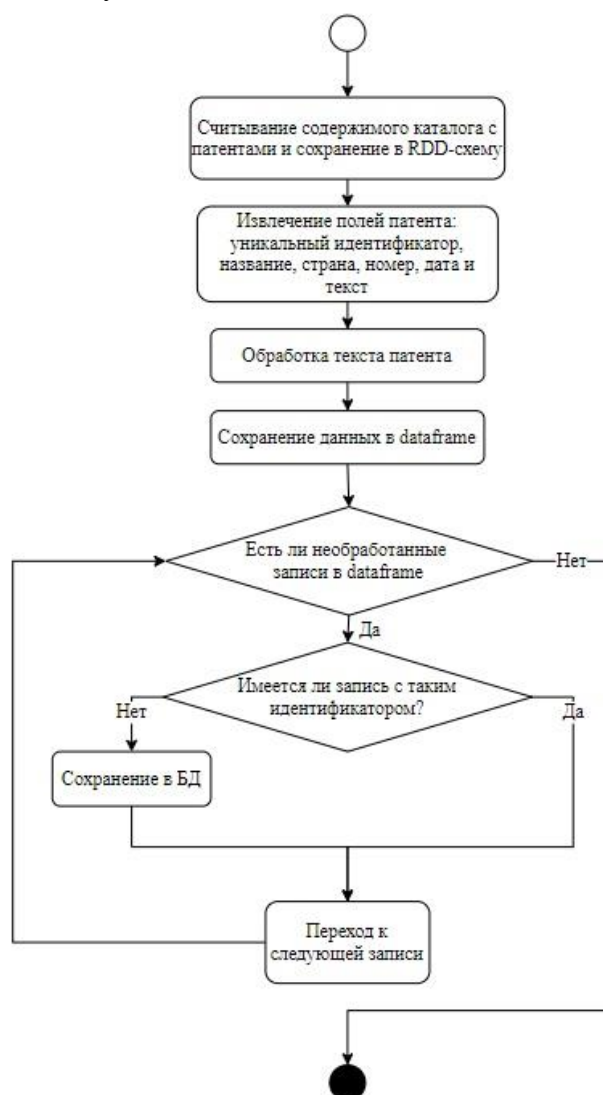 Считывание содержимого каталога с
патентами и сохранение в RDD-схему
Извлечение полей патента:
уникальный идентификатор,
название, страна, номер, дата и
текст
Обработка текста патента
Сохранение данных в dataframe
Есть ли необработанные
записи в dataframe
Нет
Да
Имеется ли запись с таким
идентификатором?
Нет
Да
Сохранение в БД
Переход к
следующей записи